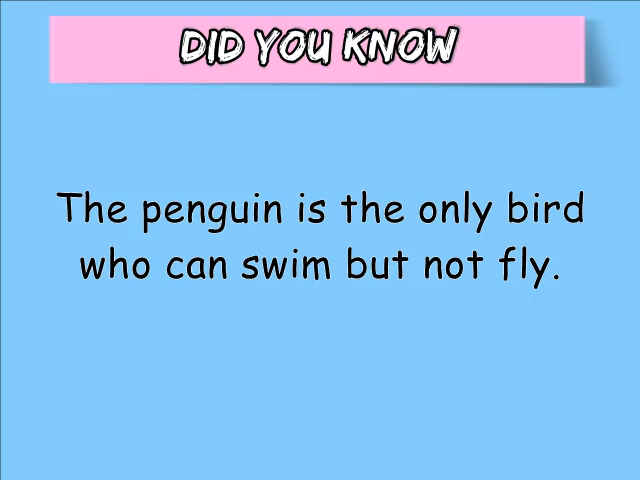 DID YOU KNOW
The penguin is the only bird
who can swim but not fly.